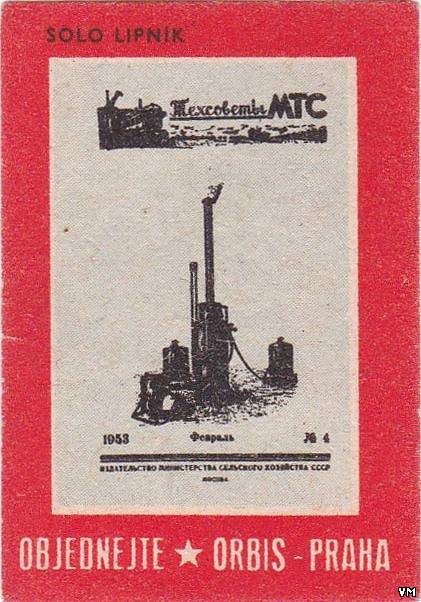 SOLO LIPNÍK
Техсоветы МТС
1953 Февраль № 4
ИЗДАТЕЛЬСТВО МИНИСТЕРСТВА СЕЛЬСКОГО ХОЗЯЙСТВА СССР
МОСКВА
OBJEDNEJTE ★ ORBIS - PRAHA
VM